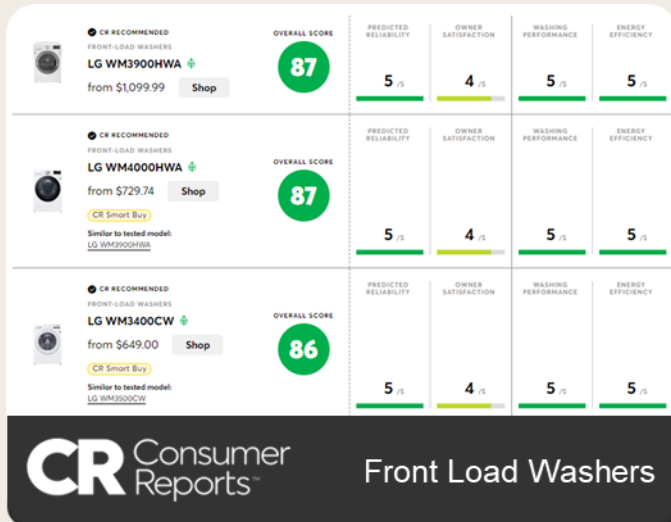 CR RECOMMENDED
FRONT-LOAD WASHERS
LG WM3900HWA
from $1,099.99 Shop
OVERALL SCORE
87
PREDICTED RELIABILITY
5 /5
OWNER SATISFACTION
4 /5
WASHING PERFORMANCE
5 /5
ENERGY EFFICIENCY
5 /5
CR RECOMMENDED
FRONT-LOAD WASHERS
LG WM4000HWA
from $729.74 Shop
CR Smart Buy
Similar to tested model:
LG WM3900HWA
OVERALL SCORE
87
PREDICTED RELIABILITY
5 /5
OWNER SATISFACTION
4 /5
WASHING PERFORMANCE
5 /5
ENERGY EFFICIENCY
5 /5
CR RECOMMENDED
FRONT-LOAD WASHERS
LG WM3400CW
from $649.00 Shop
CR Smart Buy
Similar to tested model:
LG WM3500CW
OVERALL SCORE
86
PREDICTED RELIABILITY
5 /5
OWNER SATISFACTION
4 /5
WASHING PERFORMANCE
5 /5
ENERGY EFFICIENCY
5 /5
CR Consumer Reports™
Front Load Washers